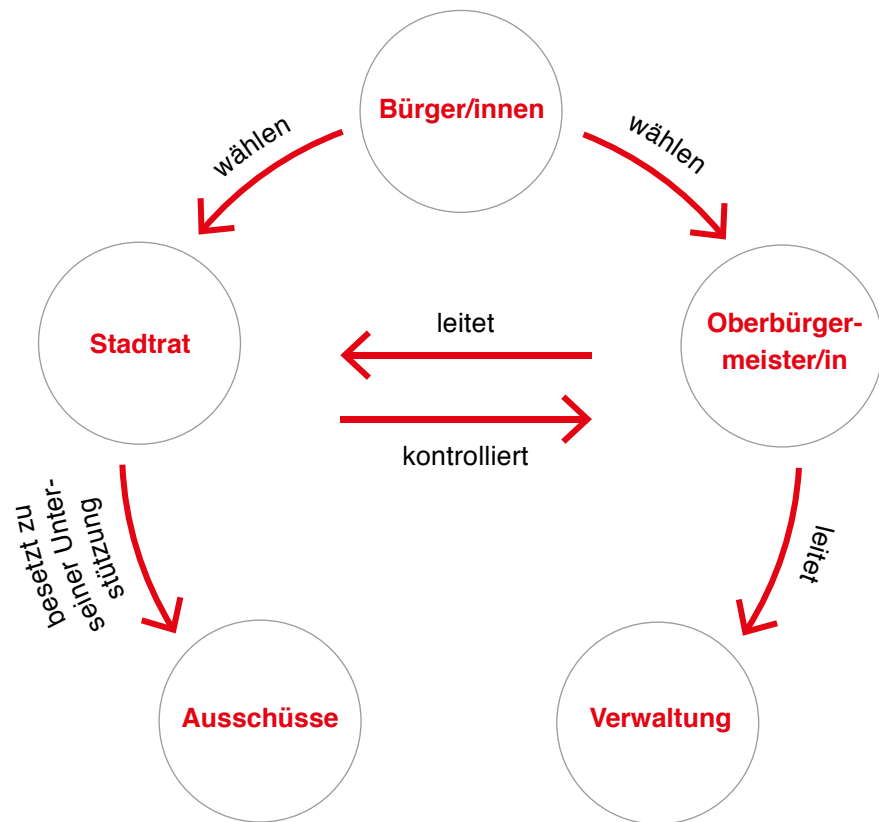 Bürger/innen
wählen
wählen
Stadtrat
leitet
kontrolliert
Oberbürger-
meister/in
besetzt zu
seiner Unter-
stützung
leitet
Ausschüsse
Verwaltung